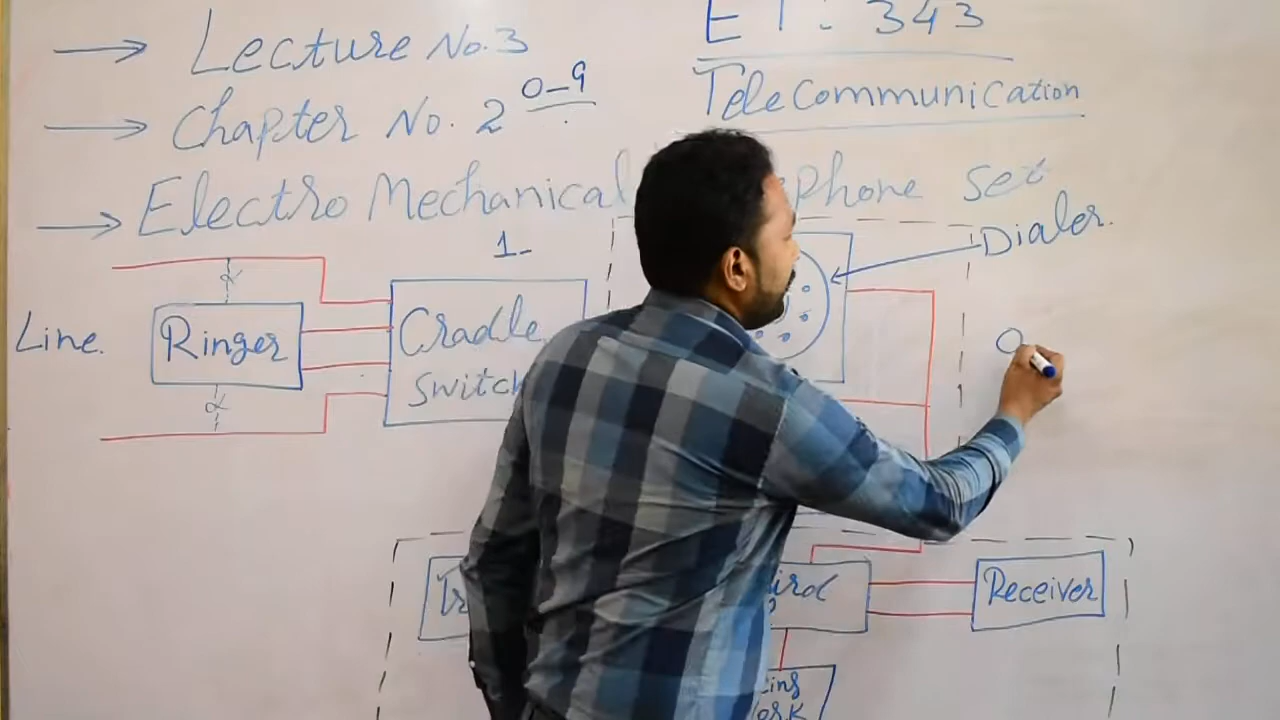 Lecture No.3
ET: 343
Chapter No. 2 0-9
Telecommunication
Electro Mechanical phone Set
1-
Dialer.
Line.
Ringer
Cradle
Switch
Receiver